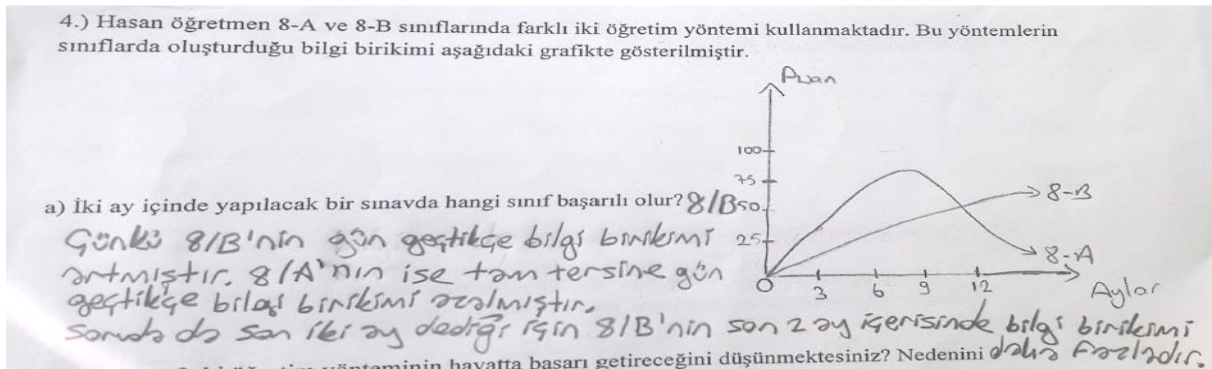 4.) Hasan öğretmen 8-A ve 8-B sınıflarında farklı iki öğretim yöntemi kullanmaktadır. Bu yöntemlerin
sınıflarda oluşturduğu bilgi birikimi aşağıdaki grafikte gösterilmiştir.
Puan
100
75
50
25
0
3
6
9
12
Aylar
8-B
8-A
a) İki ay içinde yapılacak bir sınavda hangi sınıf başarılı olur? 8/B
Çünkü 8/B'nin gün geçtikçe bilgi birikimi
artmıştır. 8/A'nın ise tam tersine gün
geçtikçe bilgi birikimi azalmıştır.
Soruda da son iki ay dediği için 8/B'nin son 2 ay içerisinde bilgi birikimi
daha fazladır.
yönteminin hayatta başarı getireceğini düşünmektesiniz? Nedenini